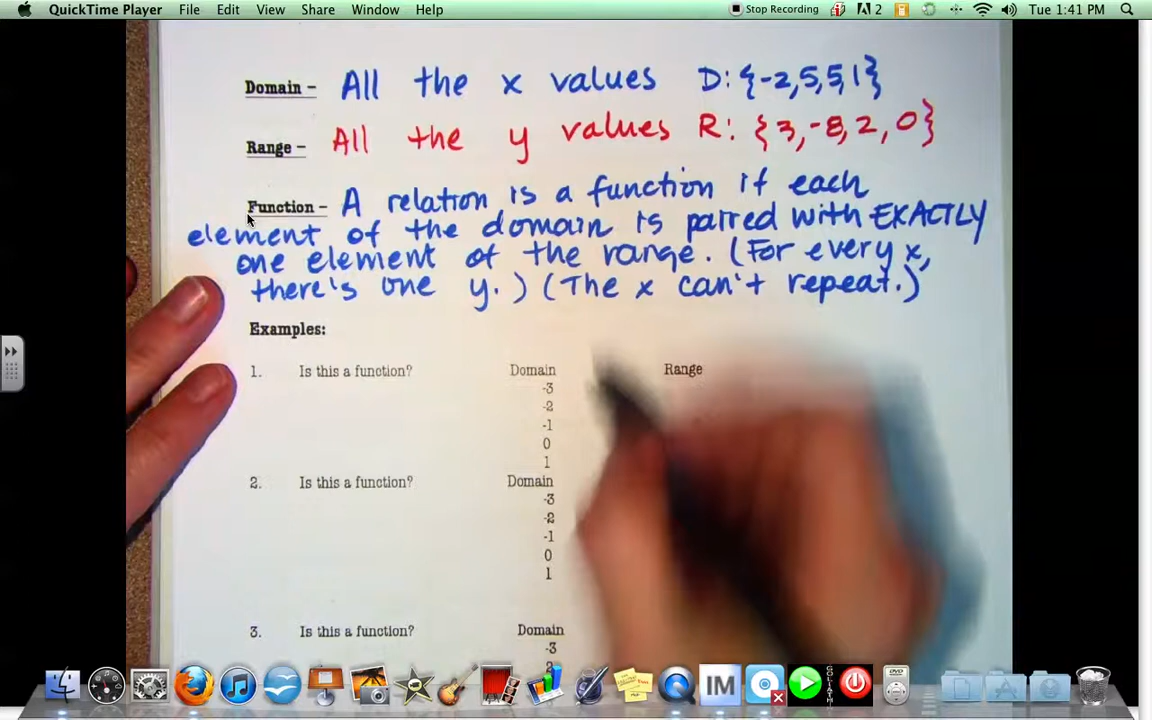 QuickTime Player File Edit View Share Window Help Stop Recording 2 Tue 1:41 PM
Domain - All the x values D: {-2,5,5,1}
Range - All the y values R: {3,-8,2,0}
Function - A relation is a function if each
element of the domain is paired with EXACTLY
one element of the range. (For every x,
there's one y.) (The x can't repeat.)
Examples:
1. Is this a function? Domain Range
-3
-2
-1
0
1
2. Is this a function? Domain
-3
-2
-1
0
1
3. Is this a function? Domain
-3
IM